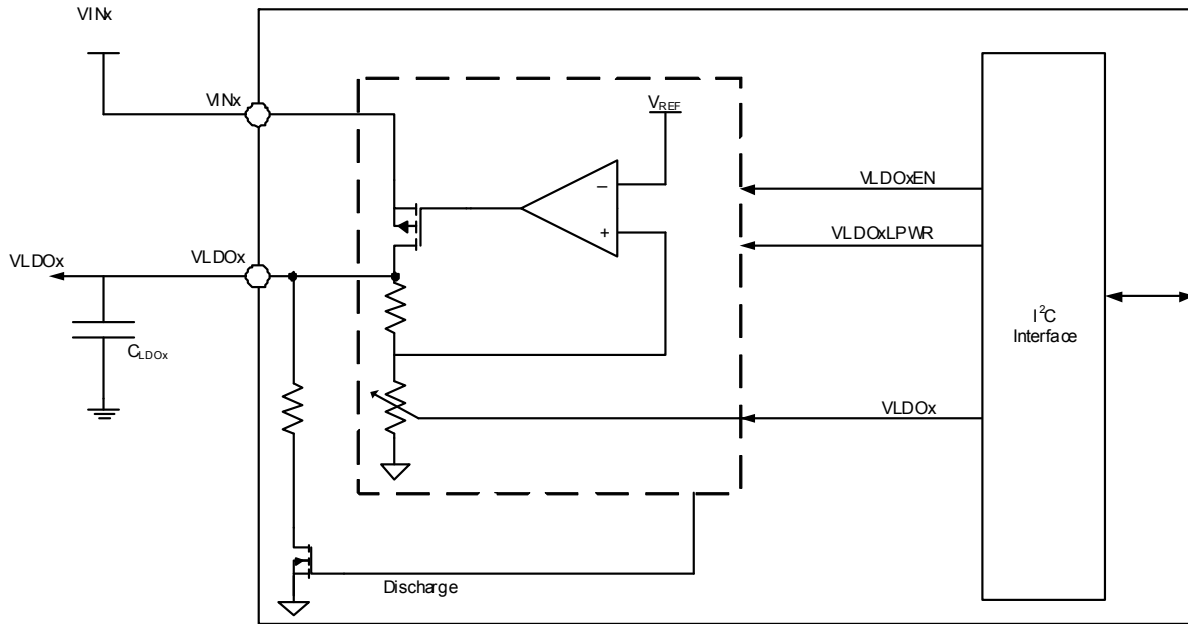 VINx
VINx
VREF
−
+
VLDOxEN
VLDOxLPWR
VLDOx
VLDOx
CLDOx
I²C
Interface
VLDOx
Discharge